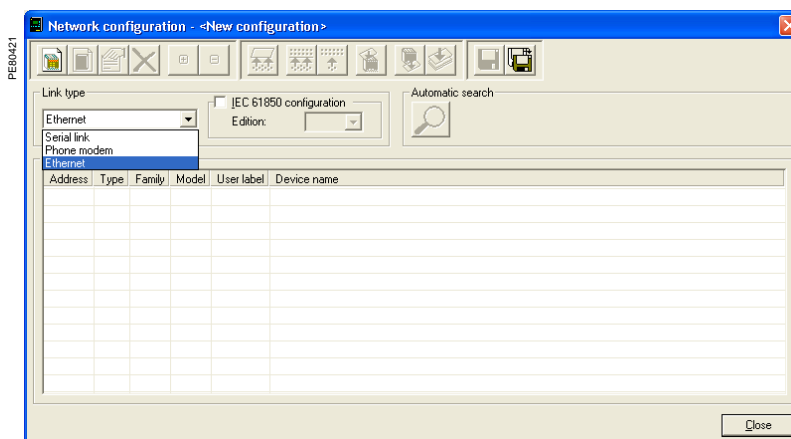 Network configuration - <New configuration>
PE80421
Link type
IEC 61850 configuration
Automatic search
Ethernet
Edition:
Serial link
Phone modem
Ethernet
Address Type Family Model User label Device name
Close